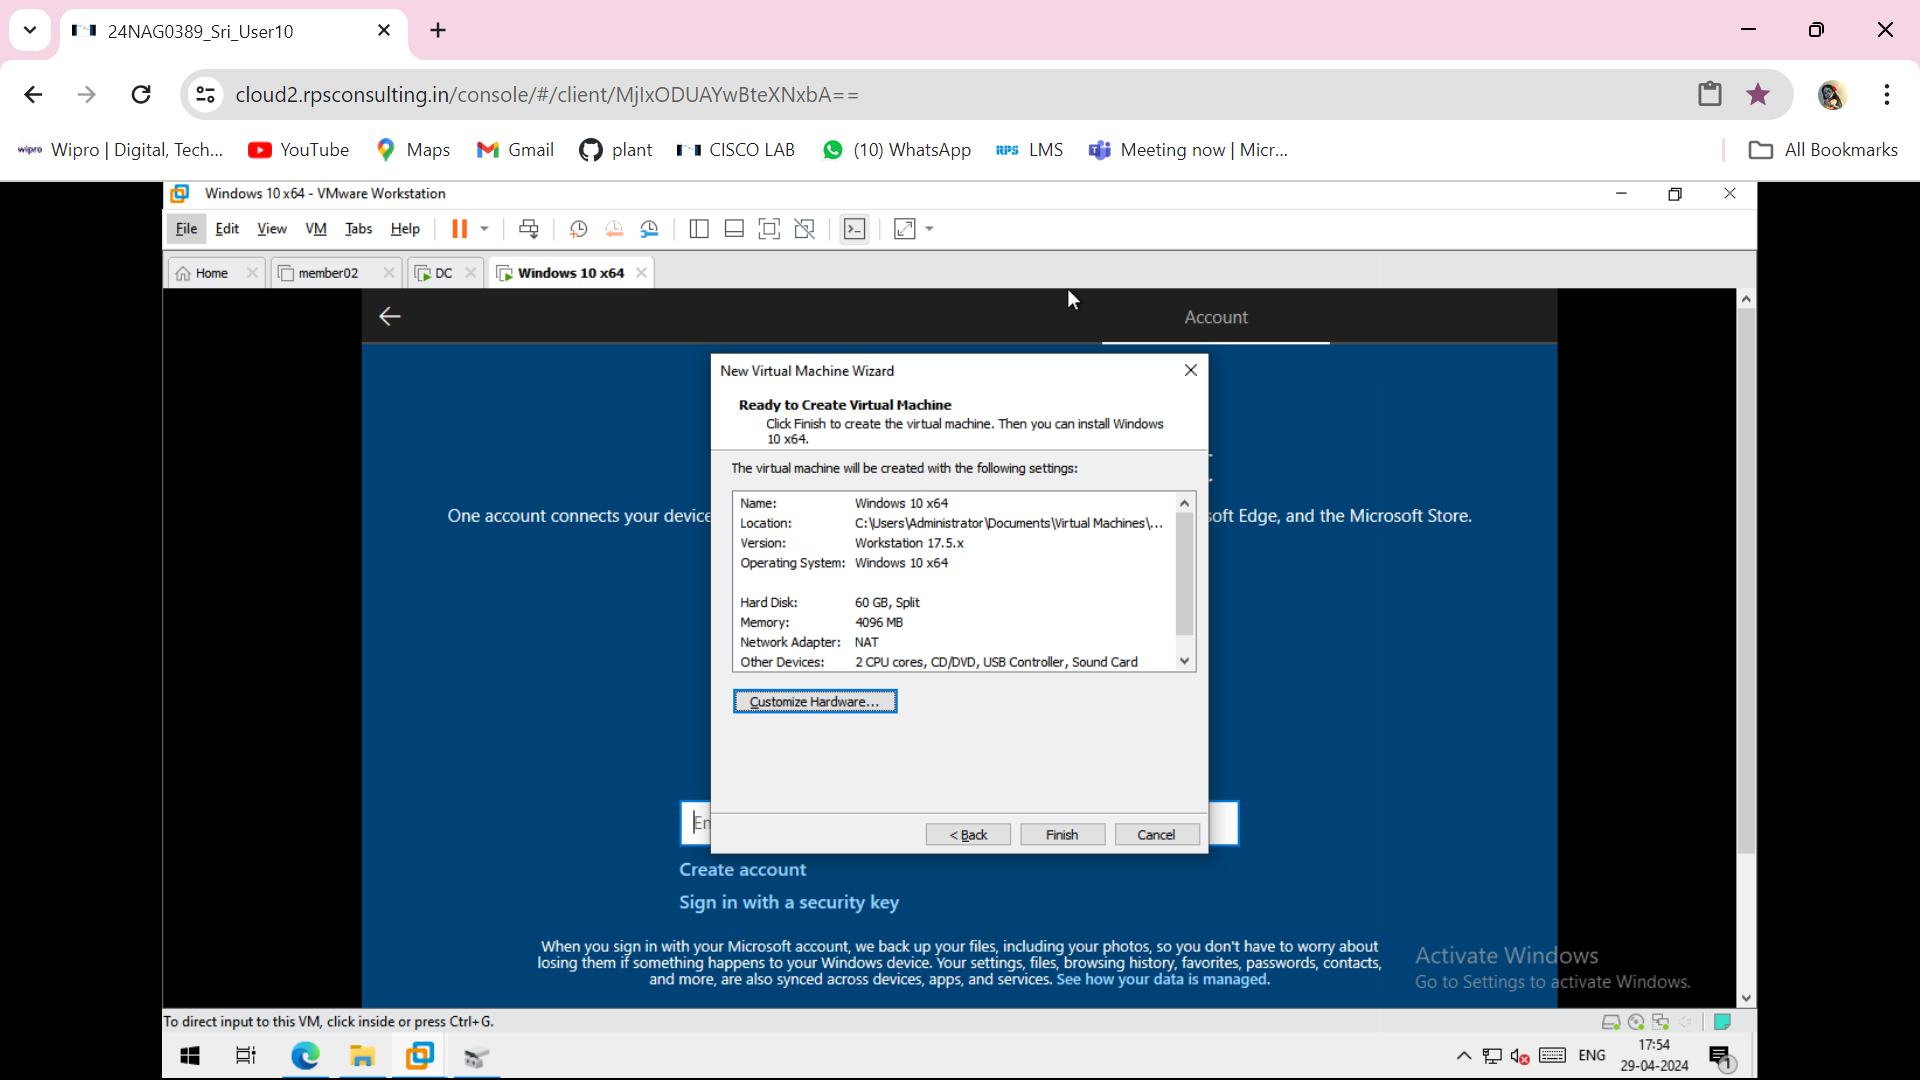 24NAG0389_Sri_User10
cloud2.rpsconsulting.in/console/#/client/MjIxODUAYwBteXNxbA==
wipro Wipro | Digital, Tech... YouTube Maps Gmail plant CISCO LAB (10) WhatsApp RPS LMS Meeting now | Micr... All Bookmarks
Windows 10 x64 - VMware Workstation
File Edit View VM Tabs Help
Home member02 DC Windows 10 x64
Account
New Virtual Machine Wizard
Ready to Create Virtual Machine
Click Finish to create the virtual machine. Then you can install Windows
10 x64.
The virtual machine will be created with the following settings:
Name: Windows 10 x64
Location: C:\Users\Administrator\Documents\Virtual Machines\...
Version: Workstation 17.5.x
Operating System: Windows 10 x64
Hard Disk: 60 GB, Split
Memory: 4096 MB
Network Adapter: NAT
Other Devices: 2 CPU cores, CD/DVD, USB Controller, Sound Card
Customize Hardware...
< Back Finish Cancel
One account connects your device
soft Edge, and the Microsoft Store.
Create account
Sign in with a security key
When you sign in with your Microsoft account, we back up your files, including your photos, so you don't have to worry about
losing them if something happens to your Windows device. Your settings, files, browsing history, favorites, passwords, contacts,
and more, are also synced across devices, apps, and services. See how your data is managed.
Activate Windows
Go to Settings to activate Windows.
To direct input to this VM, click inside or press Ctrl+G.
ENG
17:54
29-04-2024
1